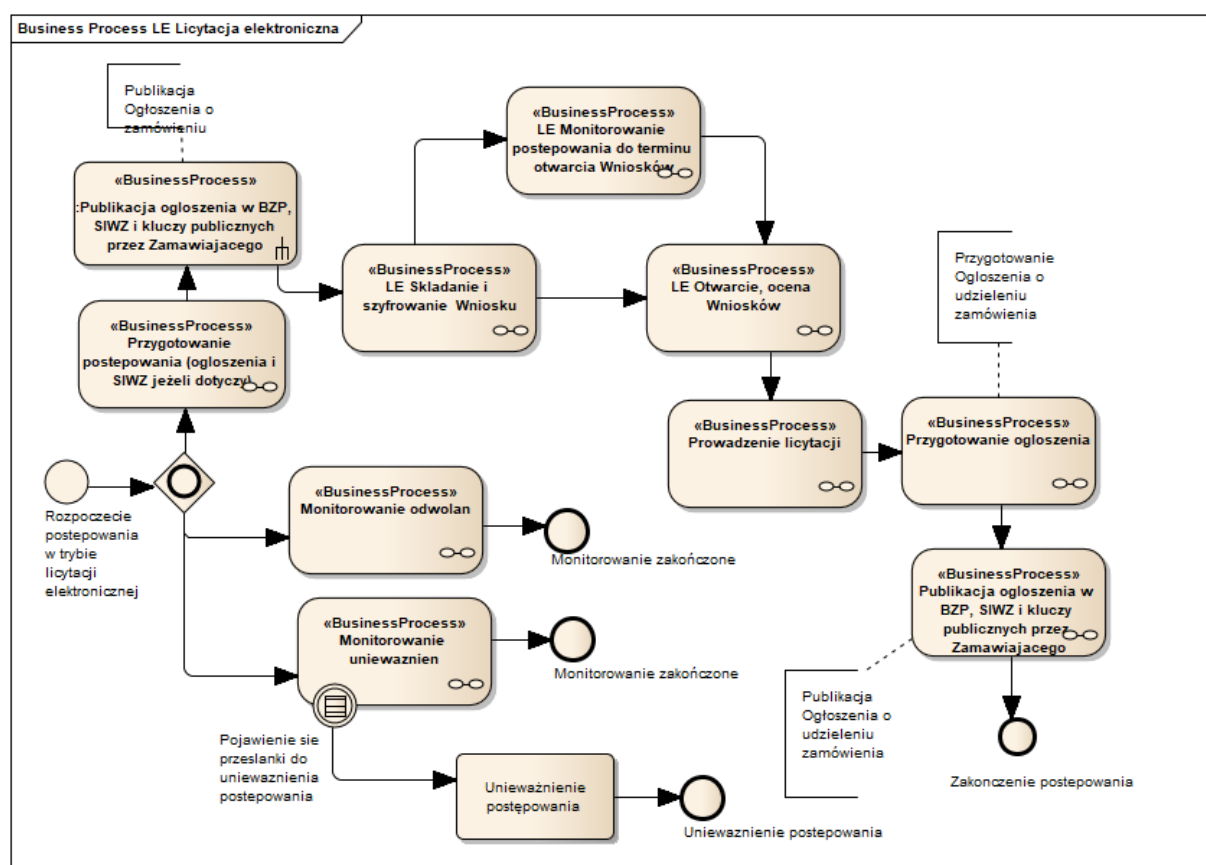 Business Process LE Licytacja elektroniczna
Publikacja
Ogłoszenia o
zamówieniu
«BusinessProcess»
:Publikacja ogloszenia w BZP,
SIWZ i kluczy publicznych
przez Zamawiajacego
«BusinessProcess»
Przygotowanie
postepowania (ogloszenia i
SIWZ jeżeli dotyczy)
«BusinessProcess»
LE Monitorowanie
postepowania do terminu
otwarcia Wniosków
«BusinessProcess»
LE Skladanie i
szyfrowanie Wniosku
«BusinessProcess»
LE Otwarcie, ocena
Wniosków
Przygotowanie
Ogloszenia o
udzieleniu
zamówienia
«BusinessProcess»
Prowadzenie licytacji
«BusinessProcess»
Przygotowanie ogloszenia
Rozpoczecie
postepowania
w trybie
licytacji
elektronicznej
«BusinessProcess»
Monitorowanie odwolan
Monitorowanie zakończone
«BusinessProcess»
Monitorowanie
uniewaznien
Monitorowanie zakończone
«BusinessProcess»
Publikacja ogloszenia w
BZP, SIWZ i kluczy
publicznych przez
Zamawiajacego
Publikacja
Ogłoszenia o
udzieleniu
zamówienia
Pojawienie sie
przeslanki do
uniewaznienia
postepowania
Unieważnienie
postępowania
Uniewaznienie postepowania
Zakonczenie postepowania